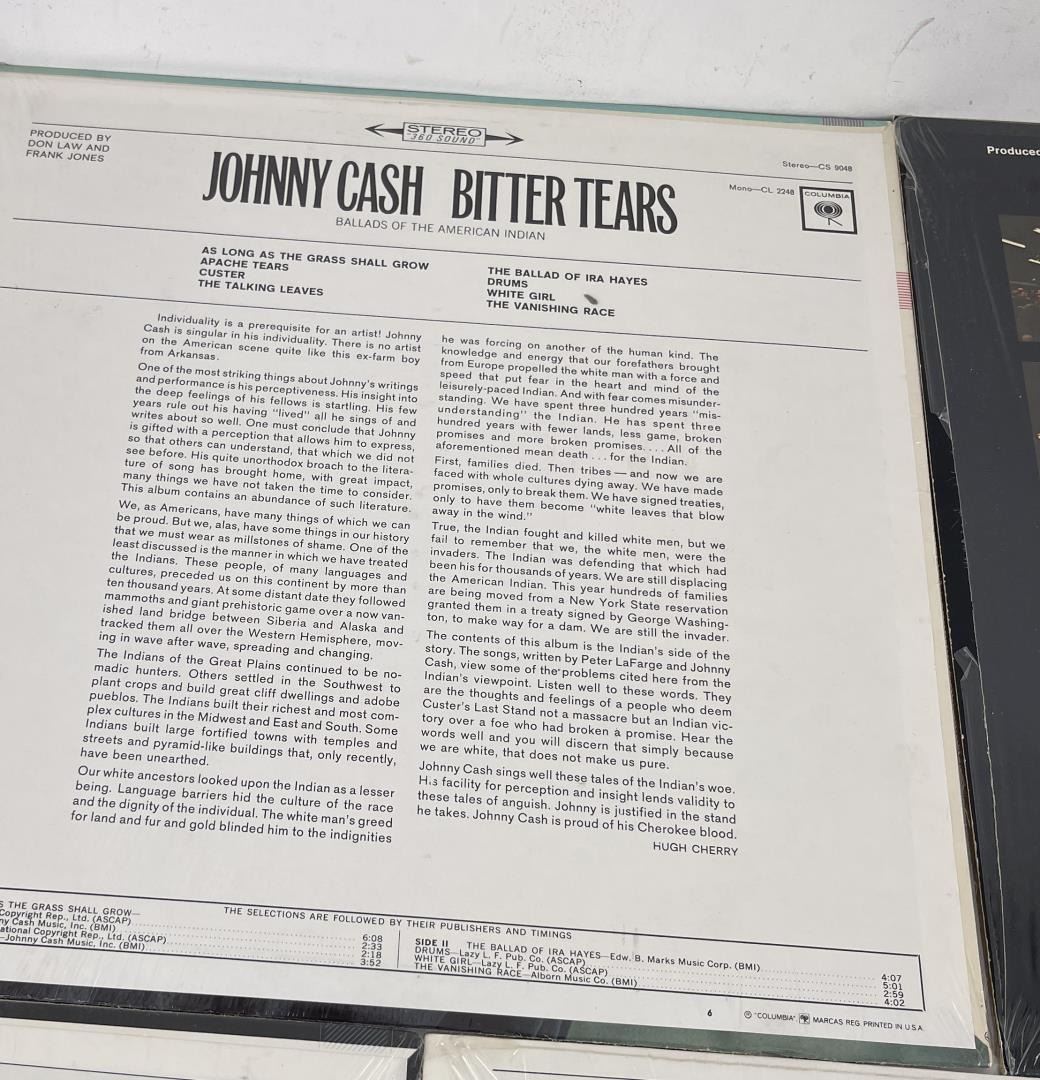 PRODUCED BY
DON LAW AND
FRANK JONES
STEREO
"360 SOUND"
Stereo—CS 9048
Mono—CL 2248
COLUMBIA
JOHNNY CASH BITTER TEARS
BALLADS OF THE AMERICAN INDIAN
AS LONG AS THE GRASS SHALL GROW
APACHE TEARS
CUSTER
THE TALKING LEAVES
THE BALLAD OF IRA HAYES
DRUMS
WHITE GIRL
THE VANISHING RACE
Individuality is a prerequisite for an artist! Johnny
Cash is singular in his individuality. There is no artist
on the American scene quite like this ex-farm boy
from Arkansas.
One of the most striking things about Johnny's writings
and performance is his perceptiveness. His insight into
the deep feelings of his fellows is startling. His few
years rule out his having "lived" all he sings of and
writes about so well. One must conclude that Johnny
is gifted with a perception that allows him to express,
so that others can understand, that which we did not
see before. His quite unorthodox broach to the litera-
ture of song has brought home, with great impact,
many things we have not taken the time to consider.
This album contains an abundance of such literature.
We, as Americans, have many things of which we can
be proud. But we, alas, have some things in our history
that we must wear as millstones of shame. One of the
least discussed is the manner in which we have treated
the Indians. These people, of many languages and
cultures, preceded us on this continent by more than
ten thousand years. At some distant date they followed
mammoths and giant prehistoric game over a now van-
ished land bridge between Siberia and Alaska and
tracked them all over the Western Hemisphere, mov-
ing in wave after wave, spreading and changing.
The Indians of the Great Plains continued to be no-
madic hunters. Others settled in the Southwest to
plant crops and build great cliff dwellings and adobe
pueblos. The Indians built their richest and most com-
plex cultures in the Midwest and East and South. Some
Indians built large fortified towns with temples and
streets and pyramid-like buildings that, only recently,
have been unearthed.
Our white ancestors looked upon the Indian as a lesser
being. Language barriers hid the culture of the race
and the dignity of the individual. The white man's greed
for land and fur and gold blinded him to the indignities
he was forcing on another of the human kind. The
knowledge and energy that our forefathers brought
from Europe propelled the white man with a force and
speed that put fear in the heart and mind of the
leisurely-paced Indian. And with fear comes misunder-
standing. We have spent three hundred years "mis-
understanding" the Indian. He has spent three
hundred years with fewer lands, less game, broken
promises and more broken promises.... All of the
aforementioned mean death... for the Indian.
First, families died. Then tribes — and now we are
faced with whole cultures dying away. We have made
promises, only to break them. We have signed treaties,
only to have them become "white leaves that blow
away in the wind."
True, the Indian fought and killed white men, but we
fail to remember that we, the white men, were the
invaders. The Indian was defending that which had
been his for thousands of years. We are still displacing
the American Indian. This year hundreds of families
are being moved from a New York State reservation
granted them in a treaty signed by George Washing-
ton, to make way for a dam. We are still the invader.
The contents of this album is the Indian's side of the
story. The songs, written by Peter LaFarge and Johnny
Cash, view some of the problems cited here from the
Indian's viewpoint. Listen well to these words. They
are the thoughts and feelings of a people who deem
Custer's Last Stand not a massacre but an Indian vic-
tory over a foe who had broken a promise. Hear the
words well and you will discern that simply because
we are white, that does not make us pure.
Johnny Cash sings well these tales of the Indian's woe.
His facility for perception and insight lends validity to
these tales of anguish. Johnny is justified in the stand
he takes. Johnny Cash is proud of his Cherokee blood.
HUGH CHERRY
THE SELECTIONS ARE FOLLOWED BY THEIR PUBLISHERS AND TIMINGS
S THE GRASS SHALL GROW—
Copyright Rep., Ltd. (ASCAP) 6:08
ny Cash Music, Inc. (BMI) 2:33
ational Copyright Rep., Ltd. (ASCAP) 2:18
—Johnny Cash Music, Inc. (BMI) 3:52
SIDE II THE BALLAD OF IRA HAYES—Edw. B. Marks Music Corp. (BMI) 4:07
DRUMS—Lazy L. F. Pub. Co. (ASCAP) 5:01
WHITE GIRL—Lazy L. F. Pub. Co. (ASCAP) 2:59
THE VANISHING RACE—Alborn Music Co. (BMI) 4:02
6
℗ "COLUMBIA", MARCAS REG. PRINTED IN U.S.A.
Produced